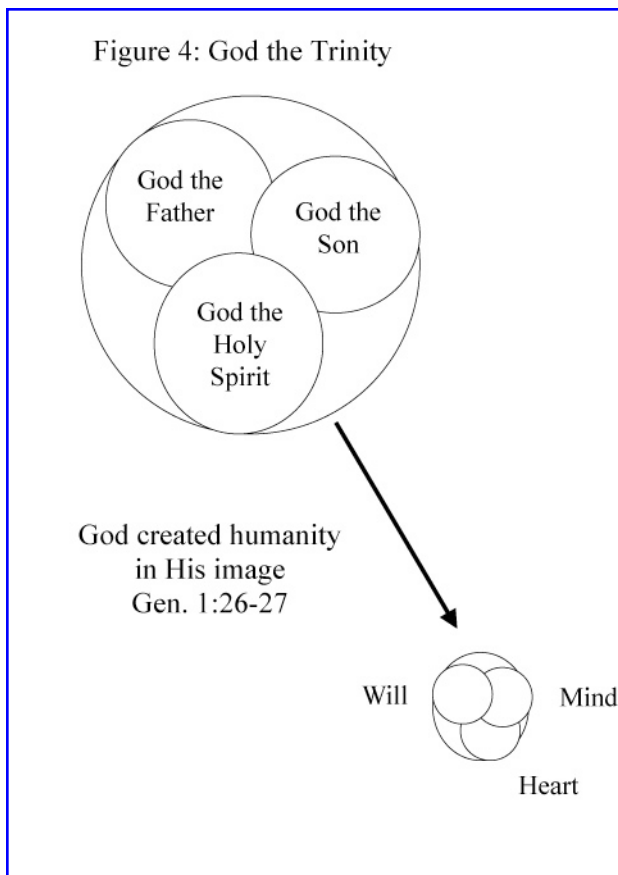 Figure 4: God the Trinity
God the
Father
God the
Son
God the
Holy
Spirit
God created humanity
in His image
Gen. 1:26-27
Will
Mind
Heart